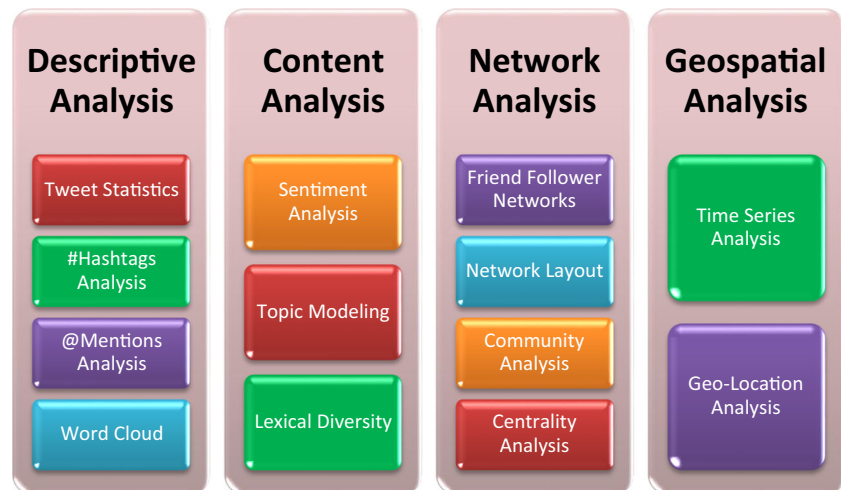 Descriptive
Analysis
Tweet Statistics
#Hashtags
Analysis
@Mentions
Analysis
Word Cloud
Content
Analysis
Sentiment
Analysis
Topic Modeling
Lexical Diversity
Network
Analysis
Friend Follower
Networks
Network Layout
Community
Analysis
Centrality
Analysis
Geospatial
Analysis
Time Series
Analysis
Geo-Location
Analysis